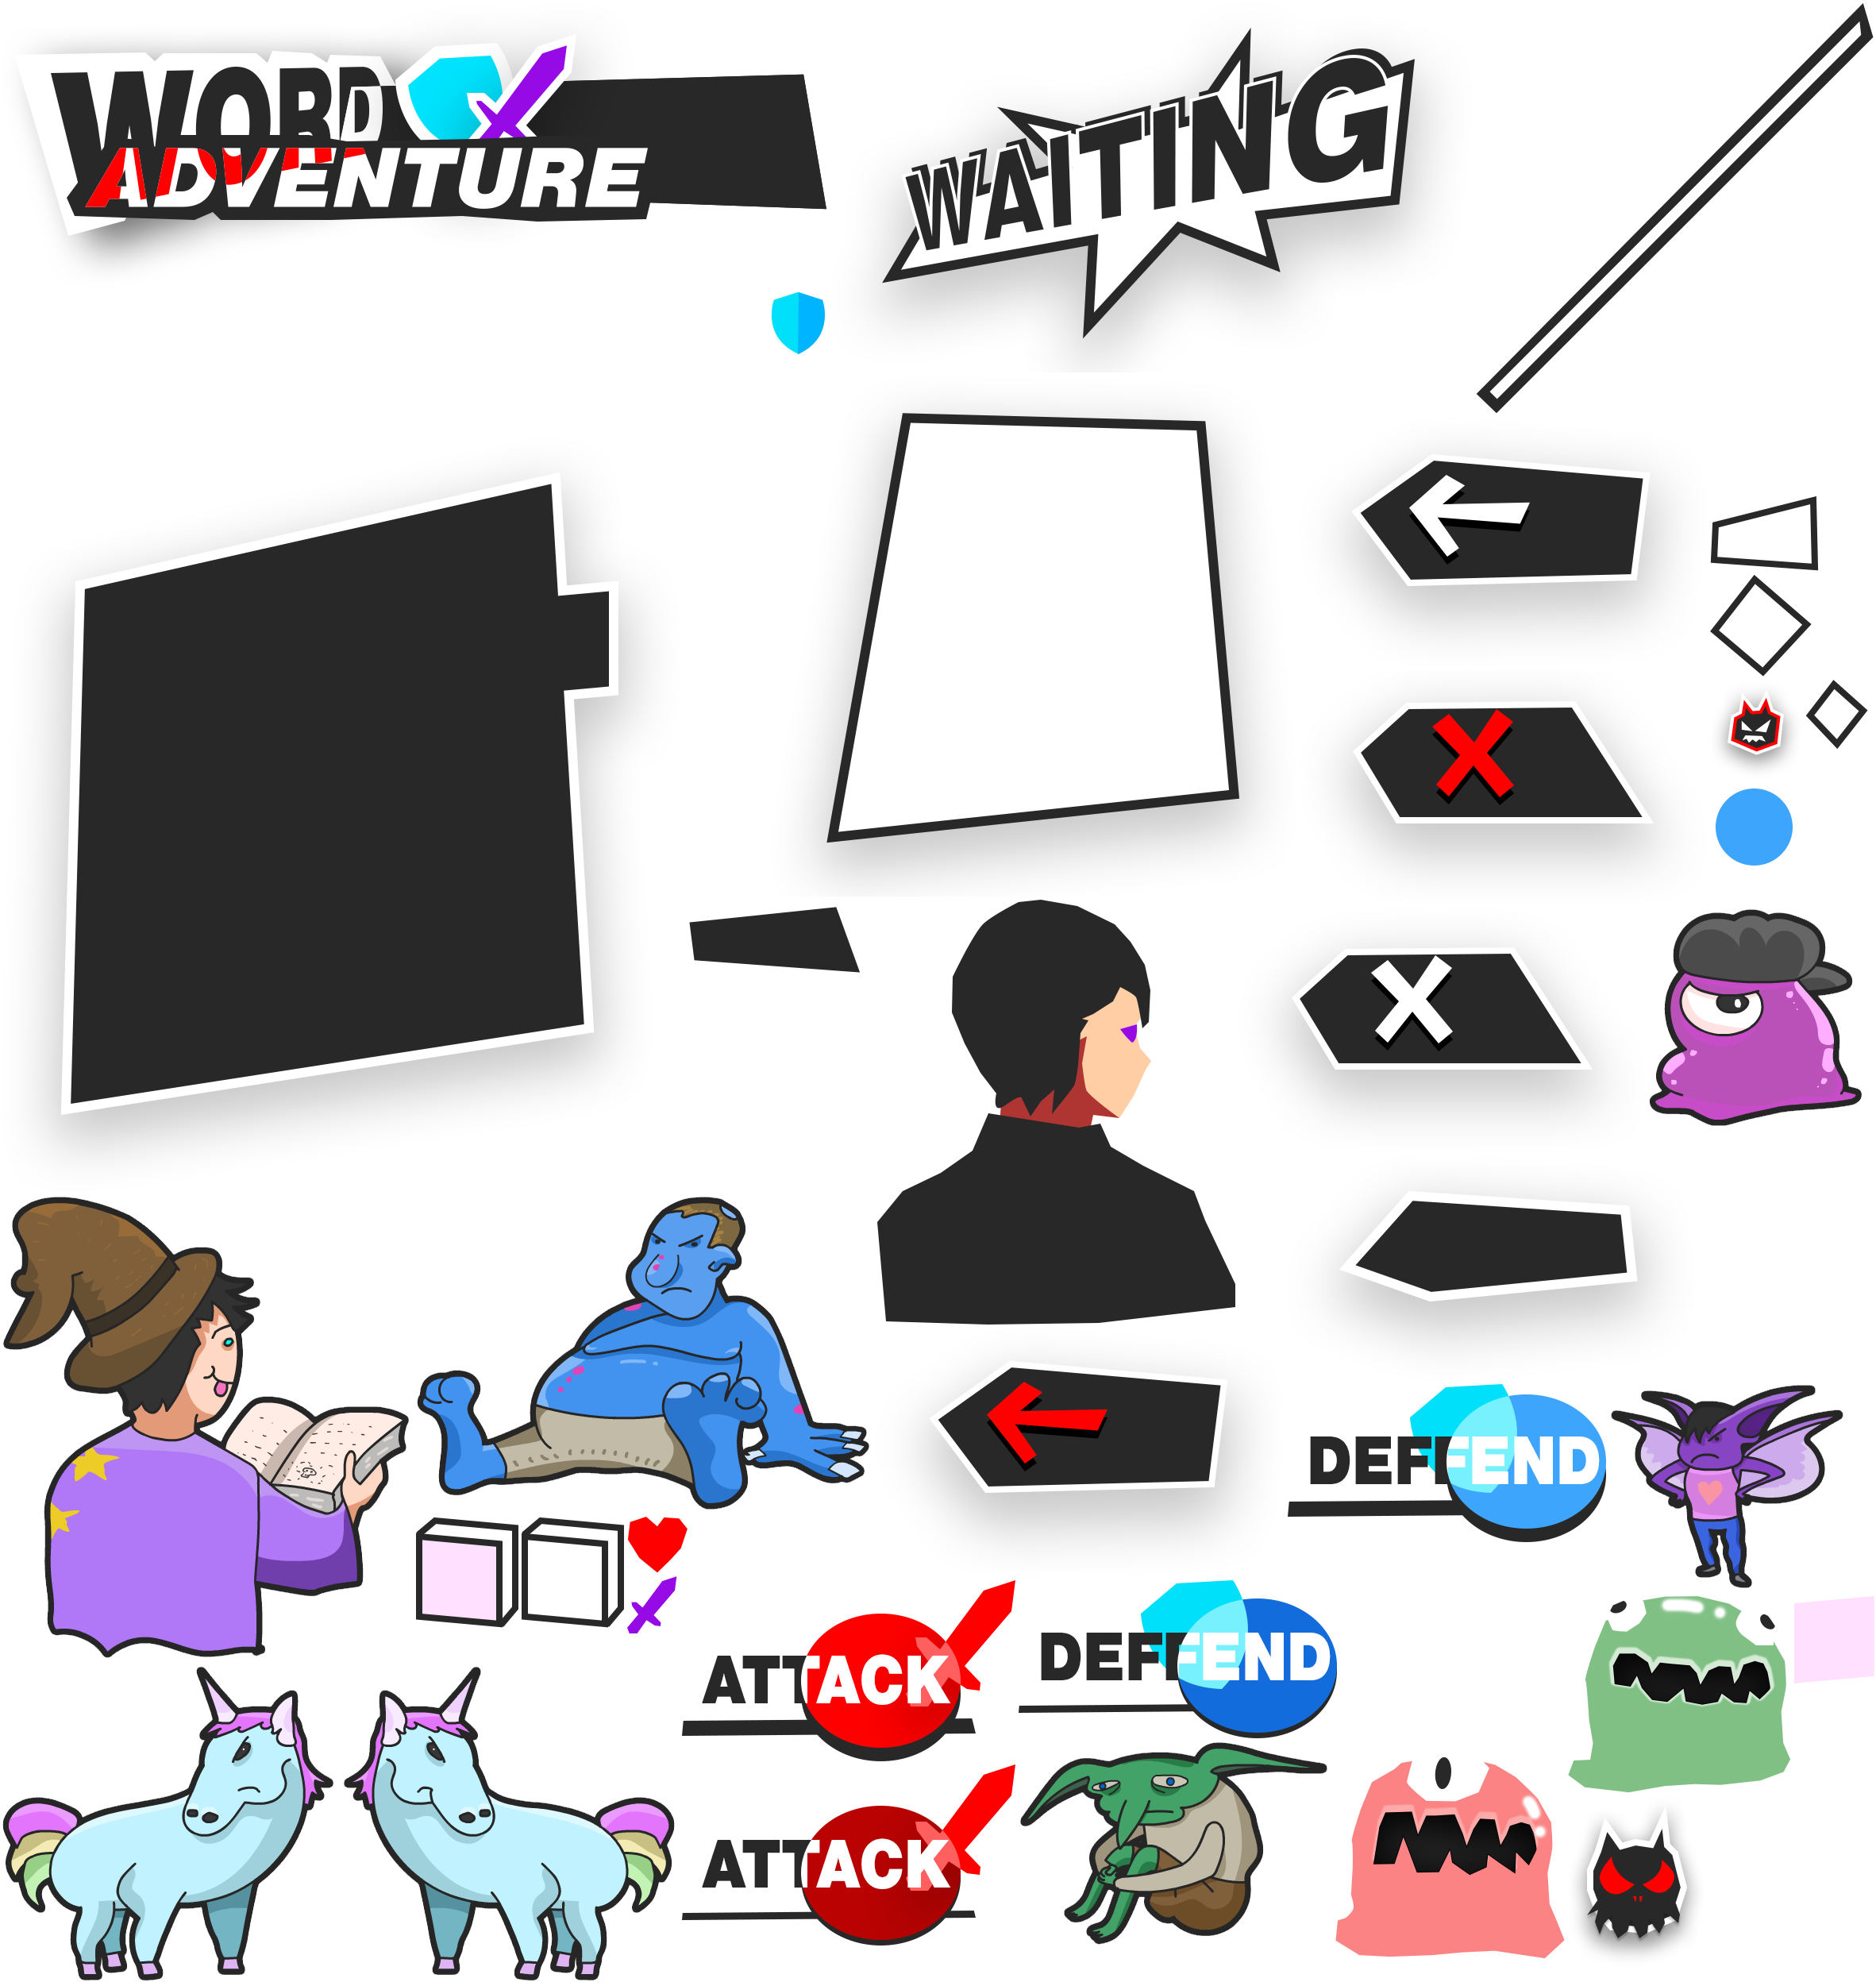 WORD
ADVENTURE
WAITING
DEFFEND
ATTACK
DEFFEND
ATTACK